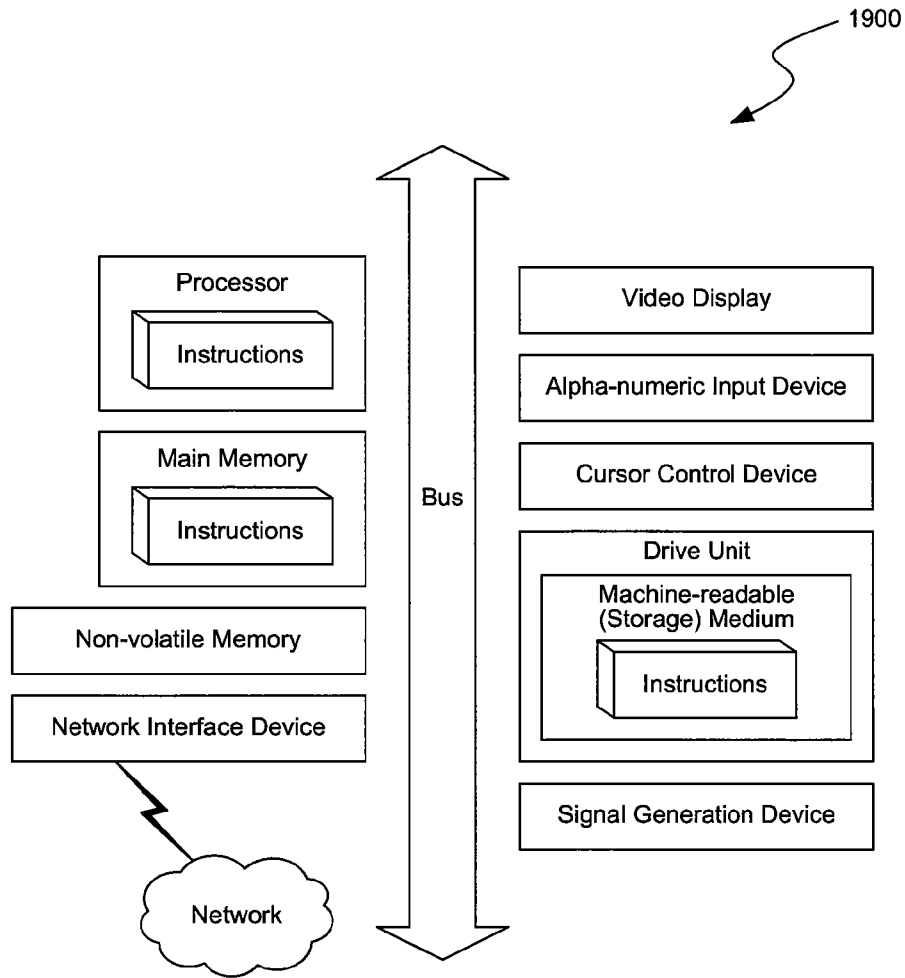 1900
Processor
Instructions
Main Memory
Instructions
Non-volatile Memory
Network Interface Device
Network
Bus
Video Display
Alpha-numeric Input Device
Cursor Control Device
Drive Unit
Machine-readable
(Storage) Medium
Instructions
Signal Generation Device